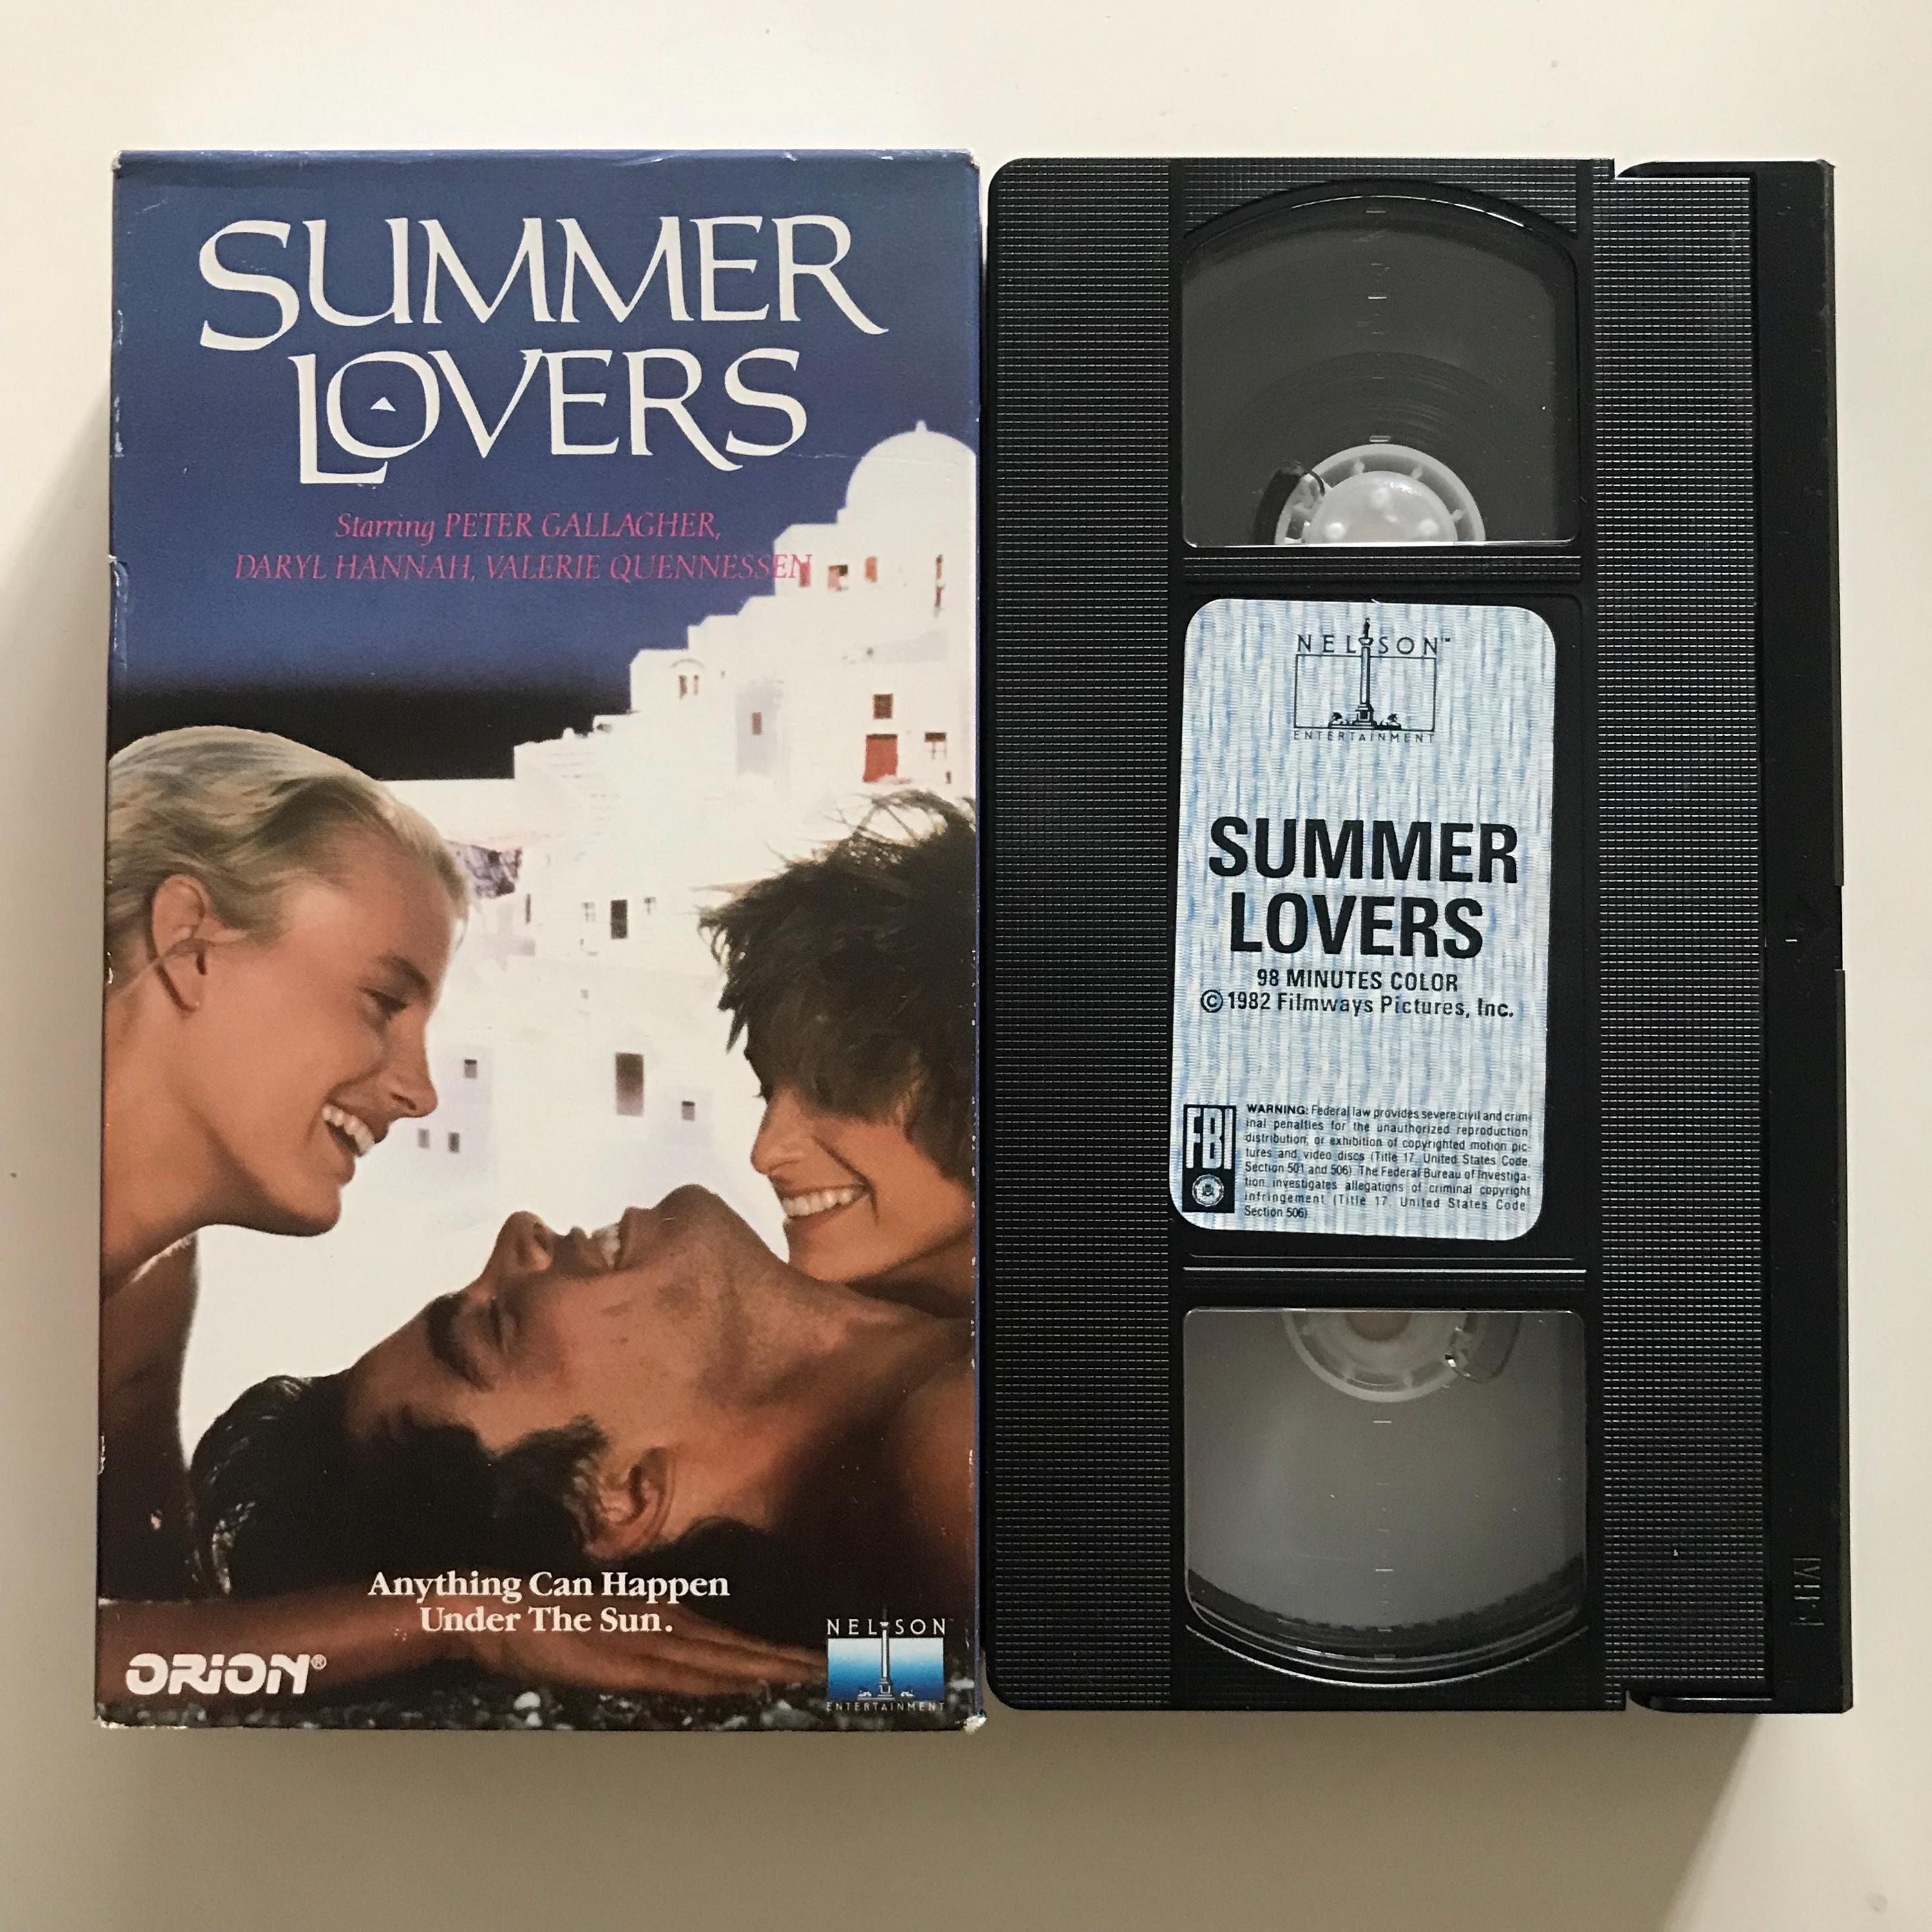 SUMMER
LOVERS
Starring PETER GALLAGHER,
DARYL HANNAH, VALERIE QUENNESSEN
Anything Can Happen
Under The Sun.
ORION®
NELSON
ENTERTAINMENT
NELSON™
ENTERTAINMENT
SUMMER
LOVERS
98 MINUTES COLOR
©1982 Filmways Pictures, Inc.
FBI
WARNING: Federal law provides severe civil and crim-
inal penalties for the unauthorized reproduction,
distribution, or exhibition of copyrighted motion pic-
tures and video discs (Title 17, United States Code,
Section 501 and 506). The Federal Bureau of Investiga-
tion investigates allegations of criminal copyright
infringement (Title 17, United States Code
Section 506).